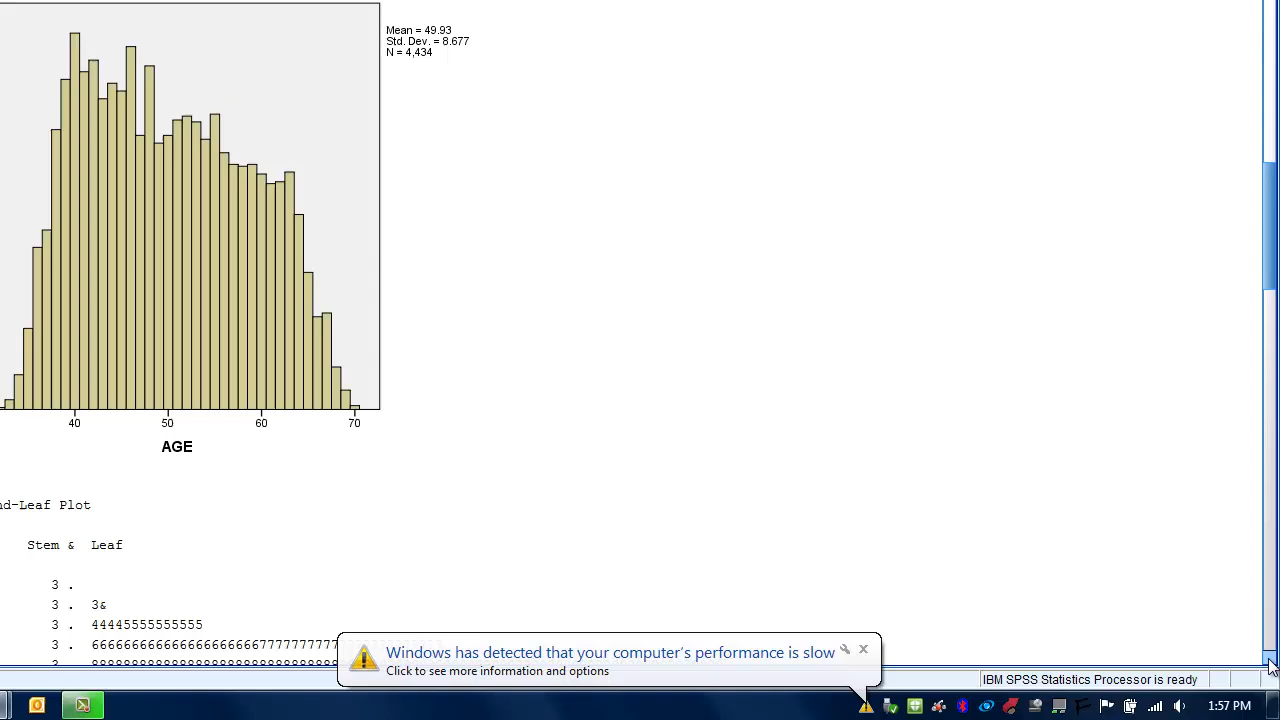 Mean = 49.93
Std. Dev. = 8.677
N = 4,434
40 50 60 70
AGE
nd-Leaf Plot
Stem & Leaf
3 .
3 . 3&
3 . 44445555555555
Windows has detected that your computer's performance is slow
Click to see more information and options
IBM SPSS Statistics Processor is ready
1:57 PM